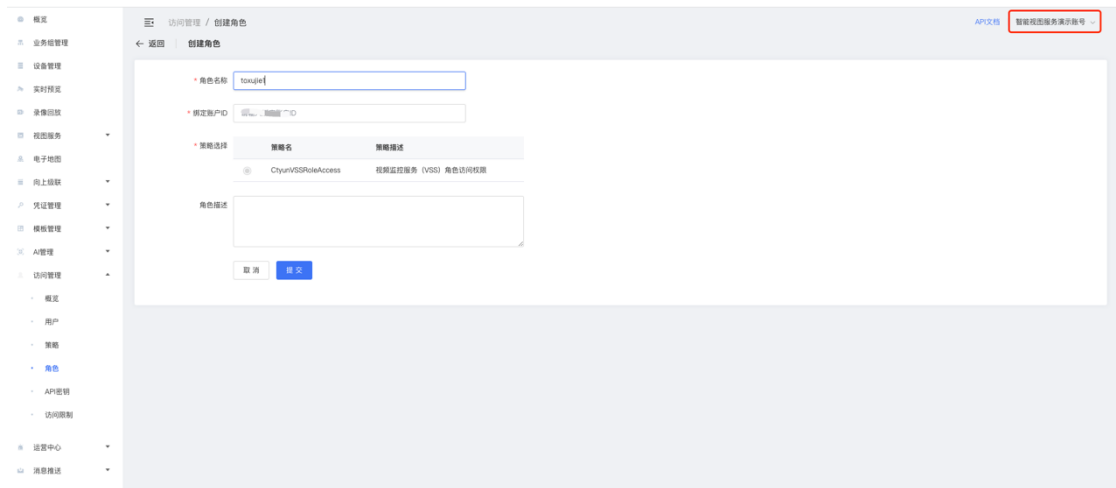 概览
业务组管理
设备管理
实时预览
录像回放
视图服务
电子地图
向上级联
凭证管理
模板管理
AI管理
访问管理
概览
用户
策略
角色
API密钥
访问限制
运营中心
消息推送
访问管理 / 创建角色
API文档 智能视图服务演示账号
← 返回 创建角色
* 角色名称 toxujie1
* 绑定账户ID
* 策略选择 策略名 策略描述
CtyunVSSRoleAccess 视频监控服务（VSS）角色访问权限
角色描述
取 消 提 交